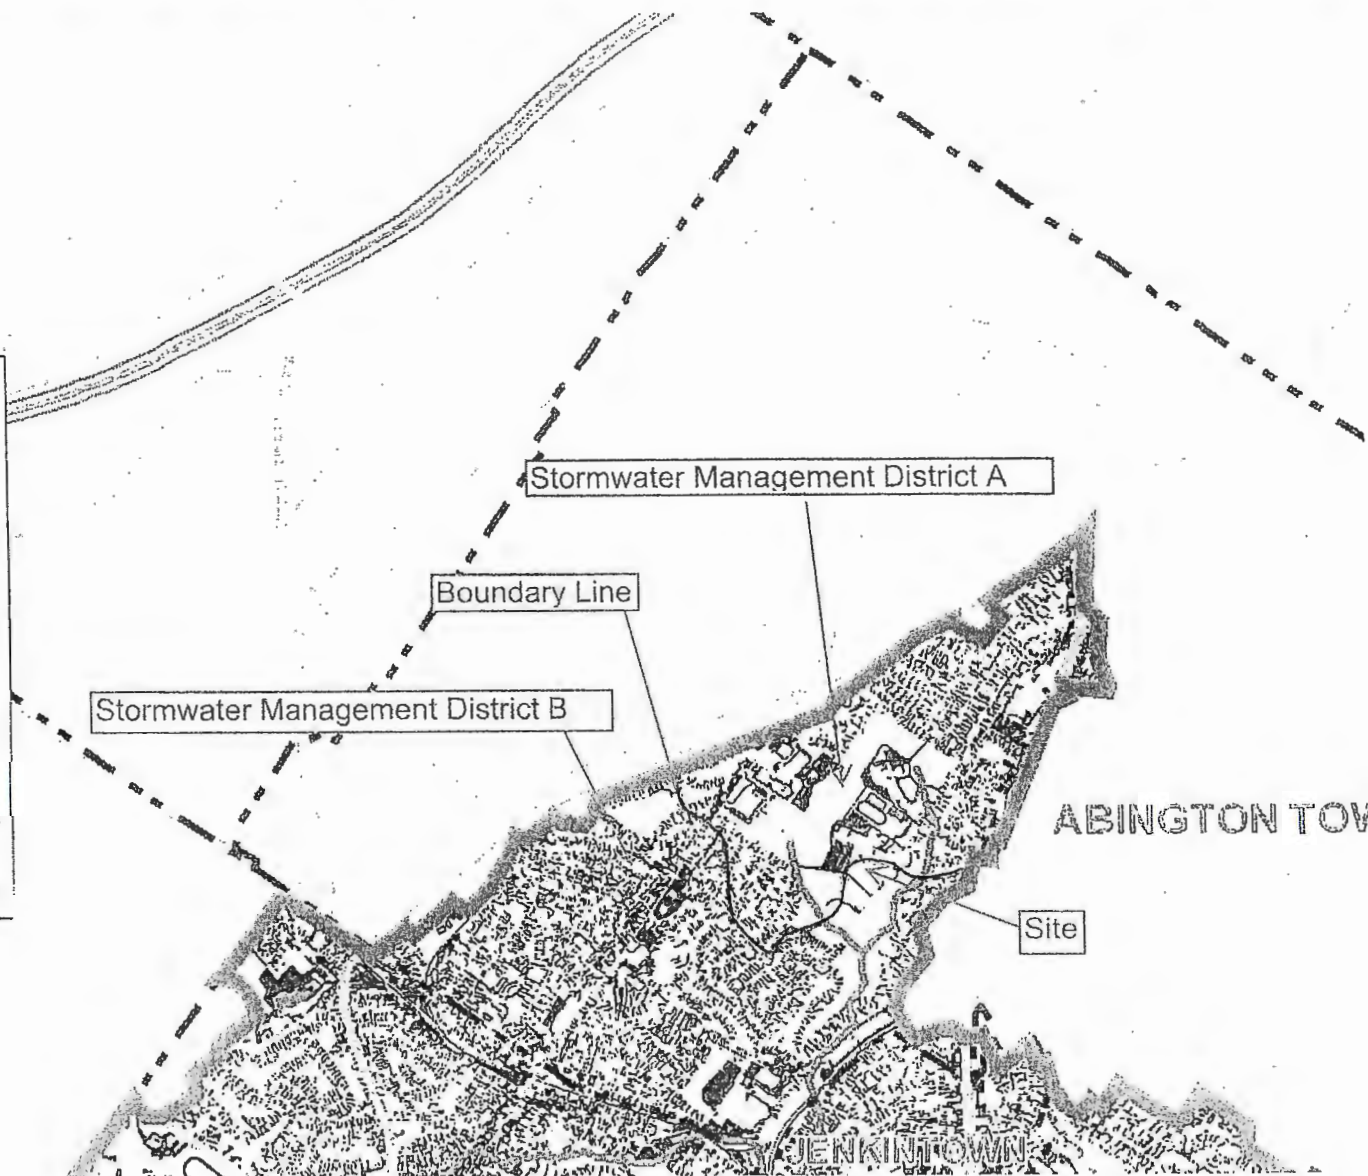 Stormwater Management District A
Boundary Line
Stormwater Management District B
ABINGTON TOW
Site
JENKINTOWN